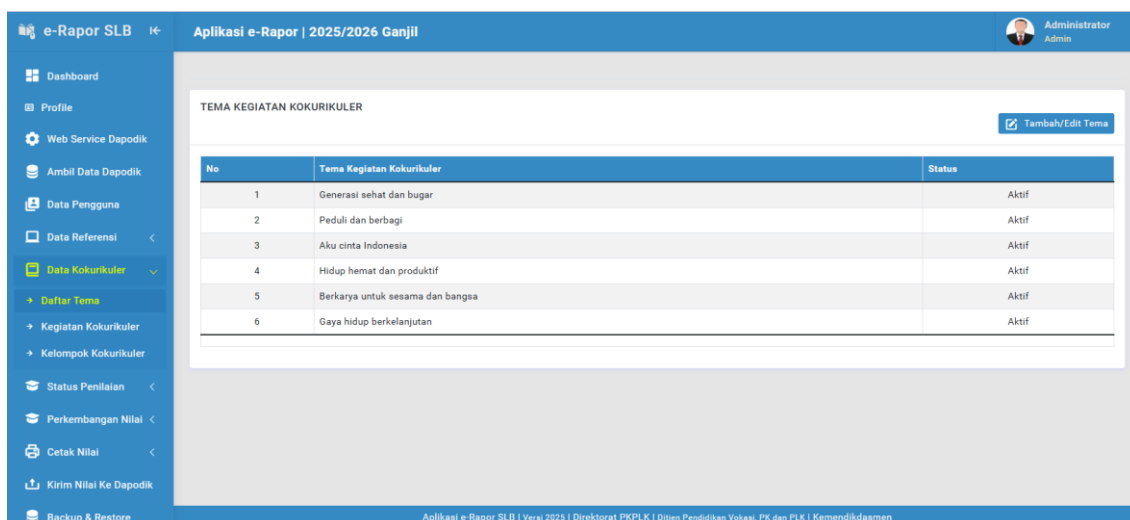 e-Rapor SLB
Aplikasi e-Rapor | 2025/2026 Ganjil
Administrator
Admin
Dashboard
Profile
Web Service Dapodik
Ambil Data Dapodik
Data Pengguna
Data Referensi
Data Kokurikuler
Daftar Tema
Kegiatan Kokurikuler
Kelompok Kokurikuler
Status Penilaian
Perkembangan Nilai
Cetak Nilai
Kirim Nilai Ke Dapodik
Backup & Restore
TEMA KEGIATAN KOKURIKULER
Tambah/Edit Tema
No Tema Kegiatan Kokurikuler Status
1 Generasi sehat dan bugar Aktif
2 Peduli dan berbagi Aktif
3 Aku cinta Indonesia Aktif
4 Hidup hemat dan produktif Aktif
5 Berkarya untuk sesama dan bangsa Aktif
6 Gaya hidup berkelanjutan Aktif
Aplikasi e-Rapor SLB | Versi 2025 | Direktorat PKPLK | Ditjen Pendidikan Vokasi, PK dan PLK | Kemendikdasmen